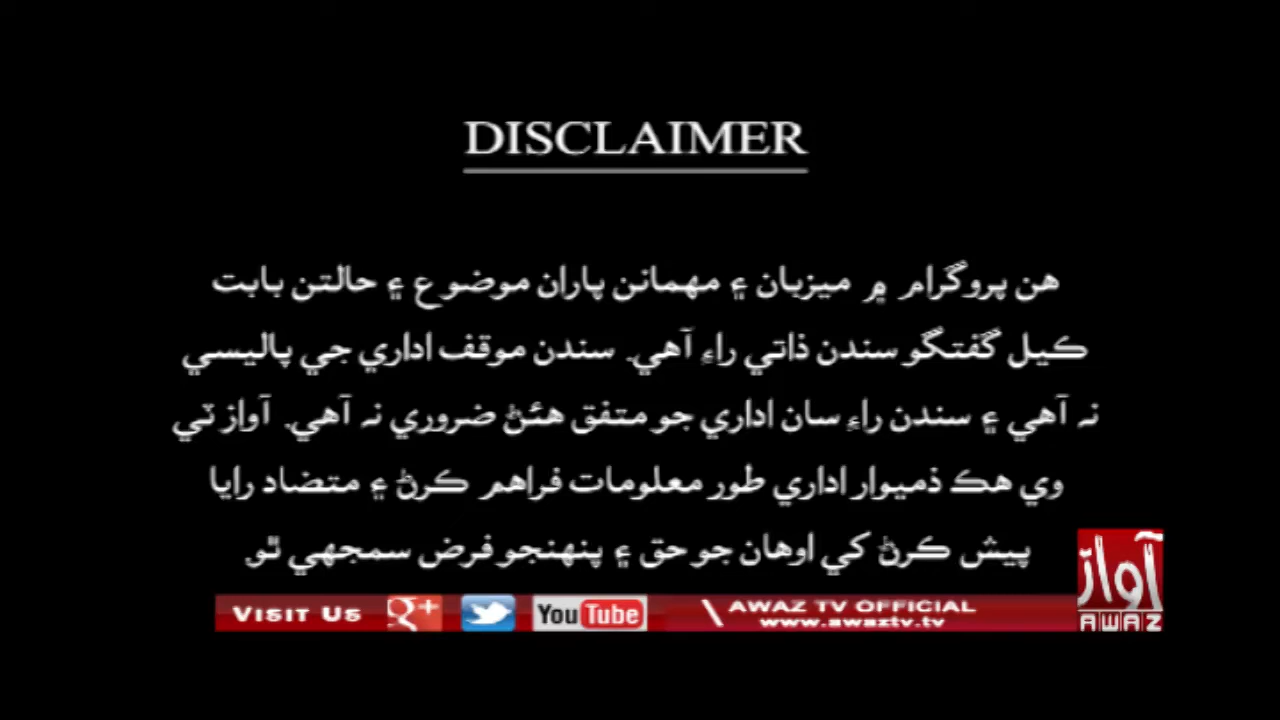 DISCLAIMER
هن پروگرام ۾ ميزبان ۽ مهمانن پاران موضوع ۽ حالتن بابت
ڪيل گفتگو سندن ذاتي راءِ آهي. سندن موقف اداري جي پاليسي
نه آهي ۽ سندن راءِ سان اداري جو متفق هئڻ ضروري نه آهي. آواز ٽي
وي هڪ ذميوار اداري طور معلومات فراهم ڪرڻ ۽ متضاد رايا
پيش ڪرڻ کي اوهان جو حق ۽ پنهنجو فرض سمجهي ٿو.
VISIT US g+ You Tube \ AWAZ TV OFFICIAL
www.awaztv.tv
آواز
AWAZ